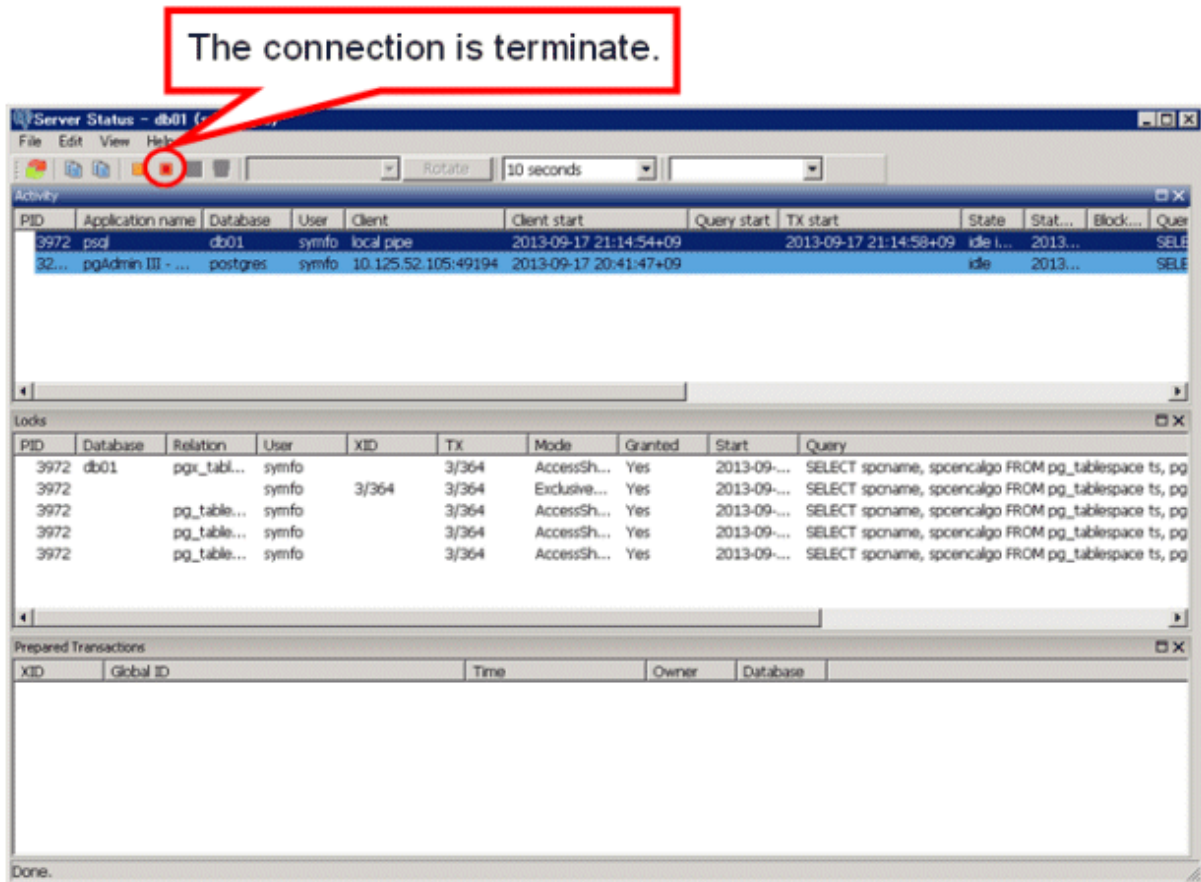 The connection is terminate.
Server Status - db01 (
File Edit View Help
Rotate 10 seconds
Activity
PID Application name Database User Client Client start Query start TX start State Stat... Block... Quer
3972 psql db01 symfo local pipe 2013-09-17 21:14:54+09 2013-09-17 21:14:58+09 idle i... 2013... SELE
32... pgAdmin III - ... postgres symfo 10.125.52.105:49194 2013-09-17 20:41:47+09 idle 2013... SELE
Locks
PID Database Relation User XID TX Mode Granted Start Query
3972 db01 pgx_tabl... symfo 3/364 AccessSh... Yes 2013-09-... SELECT spcname, spcencalgo FROM pg_tablespace ts, pg
3972 symfo 3/364 3/364 Exclusive... Yes 2013-09-... SELECT spcname, spcencalgo FROM pg_tablespace ts, pg
3972 pg_table... symfo 3/364 AccessSh... Yes 2013-09-... SELECT spcname, spcencalgo FROM pg_tablespace ts, pg
3972 pg_table... symfo 3/364 AccessSh... Yes 2013-09-... SELECT spcname, spcencalgo FROM pg_tablespace ts, pg
3972 pg_table... symfo 3/364 AccessSh... Yes 2013-09-... SELECT spcname, spcencalgo FROM pg_tablespace ts, pg
Prepared Transactions
XID Global ID Time Owner Database
Done.